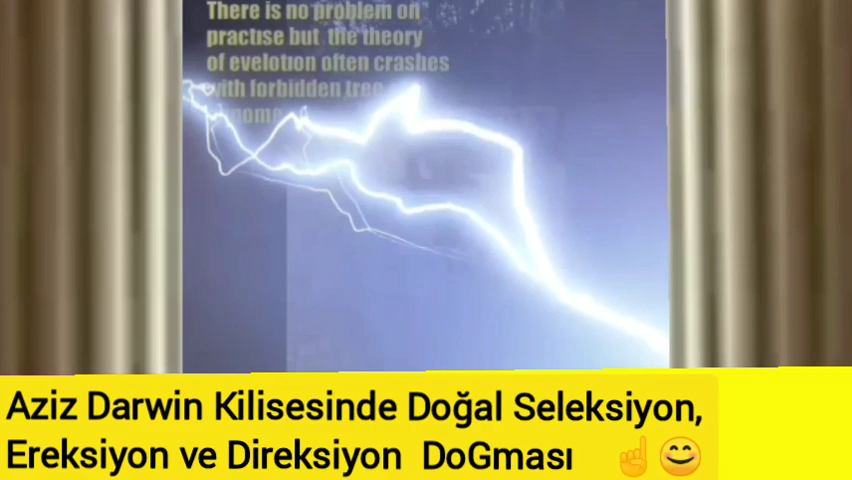 There is no problem on
practise but the theory
of evelotion often crashes
with forbidden tree
Aziz Darwin Kilisesinde Doğal Seleksiyon,
Ereksiyon ve Direksiyon DoGması ☝😊